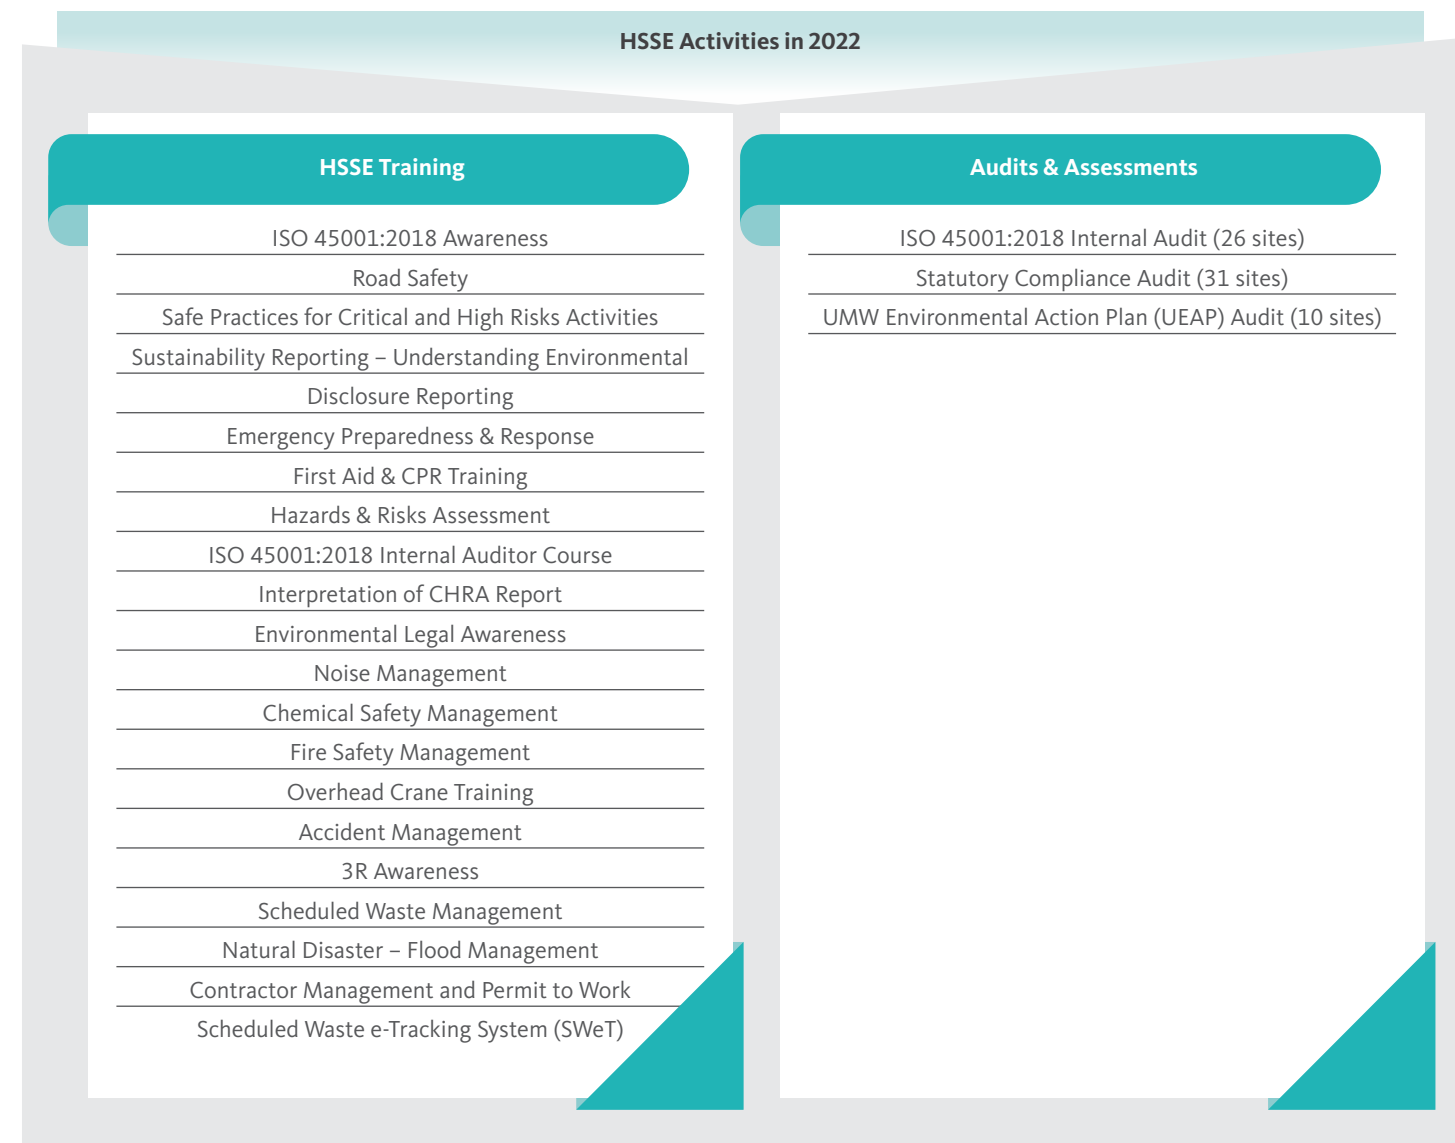 HSSE Activities in 2022
HSSE Training
ISO 45001:2018 Awareness
Road Safety
Safe Practices for Critical and High Risks Activities
Sustainability Reporting – Understanding Environmental
Disclosure Reporting
Emergency Preparedness & Response
First Aid & CPR Training
Hazards & Risks Assessment
ISO 45001:2018 Internal Auditor Course
Interpretation of CHRA Report
Environmental Legal Awareness
Noise Management
Chemical Safety Management
Fire Safety Management
Overhead Crane Training
Accident Management
3R Awareness
Scheduled Waste Management
Natural Disaster – Flood Management
Contractor Management and Permit to Work
Scheduled Waste e-Tracking System (SWeT)
Audits & Assessments
ISO 45001:2018 Internal Audit (26 sites)
Statutory Compliance Audit (31 sites)
UMW Environmental Action Plan (UEAP) Audit (10 sites)